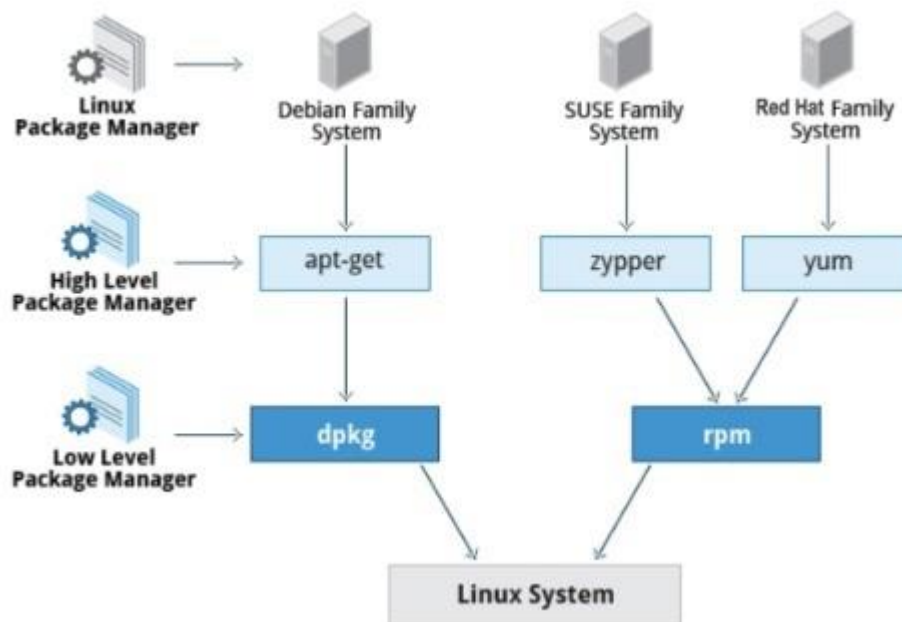 Linux
Package Manager
Debian Family
System
SUSE Family
System
Red Hat Family
System
High Level
Package Manager
apt-get
zypper
yum
Low Level
Package Manager
dpkg
rpm
Linux System